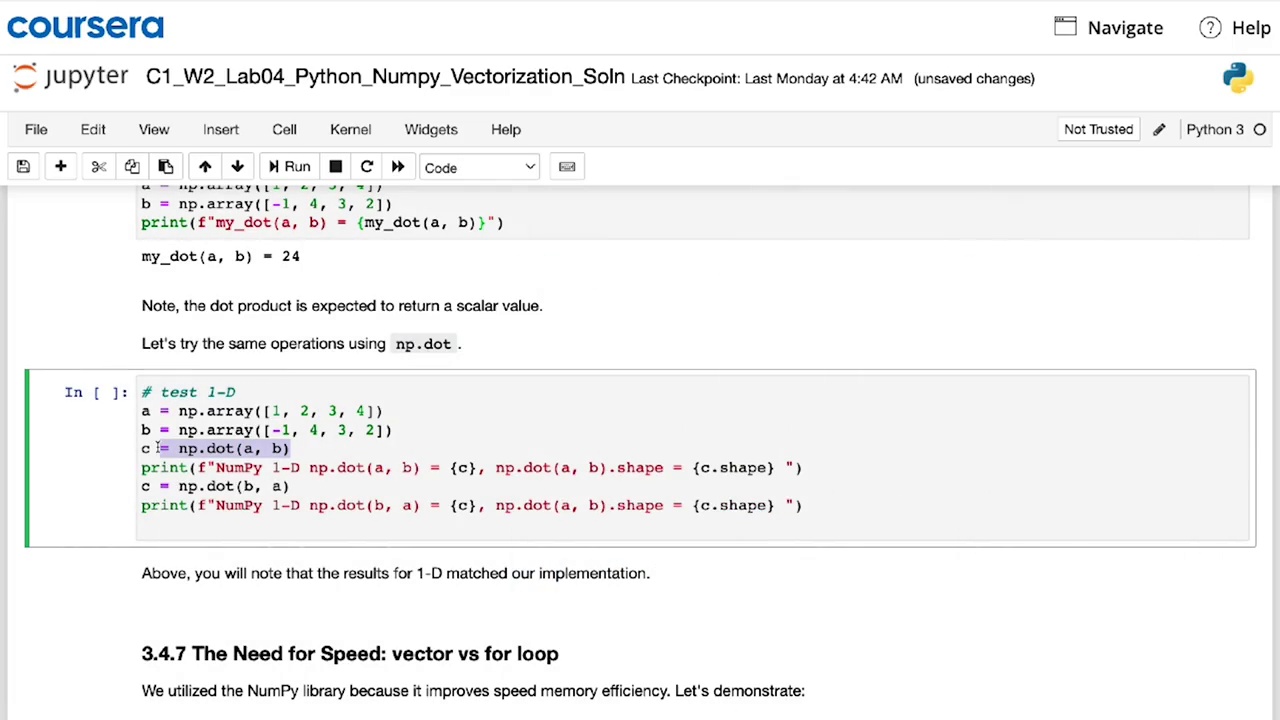 coursera
Navigate
Help
jupyter C1_W2_Lab04_Python_Numpy_Vectorization_Soln Last Checkpoint: Last Monday at 4:42 AM (unsaved changes)
File Edit View Insert Cell Kernel Widgets Help
Not Trusted
Python 3
Run
Code
a = np.array([1, 2, 3, 4])
b = np.array([-1, 4, 3, 2])
print(f"my_dot(a, b) = {my_dot(a, b)}")
my_dot(a, b) = 24
Note, the dot product is expected to return a scalar value.
Let's try the same operations using np.dot .
In [ ]: # test 1-D
a = np.array([1, 2, 3, 4])
b = np.array([-1, 4, 3, 2])
c = np.dot(a, b)
print(f"NumPy 1-D np.dot(a, b) = {c}, np.dot(a, b).shape = {c.shape} ")
c = np.dot(b, a)
print(f"NumPy 1-D np.dot(b, a) = {c}, np.dot(a, b).shape = {c.shape} ")
Above, you will note that the results for 1-D matched our implementation.
3.4.7 The Need for Speed: vector vs for loop
We utilized the NumPy library because it improves speed memory efficiency. Let's demonstrate: